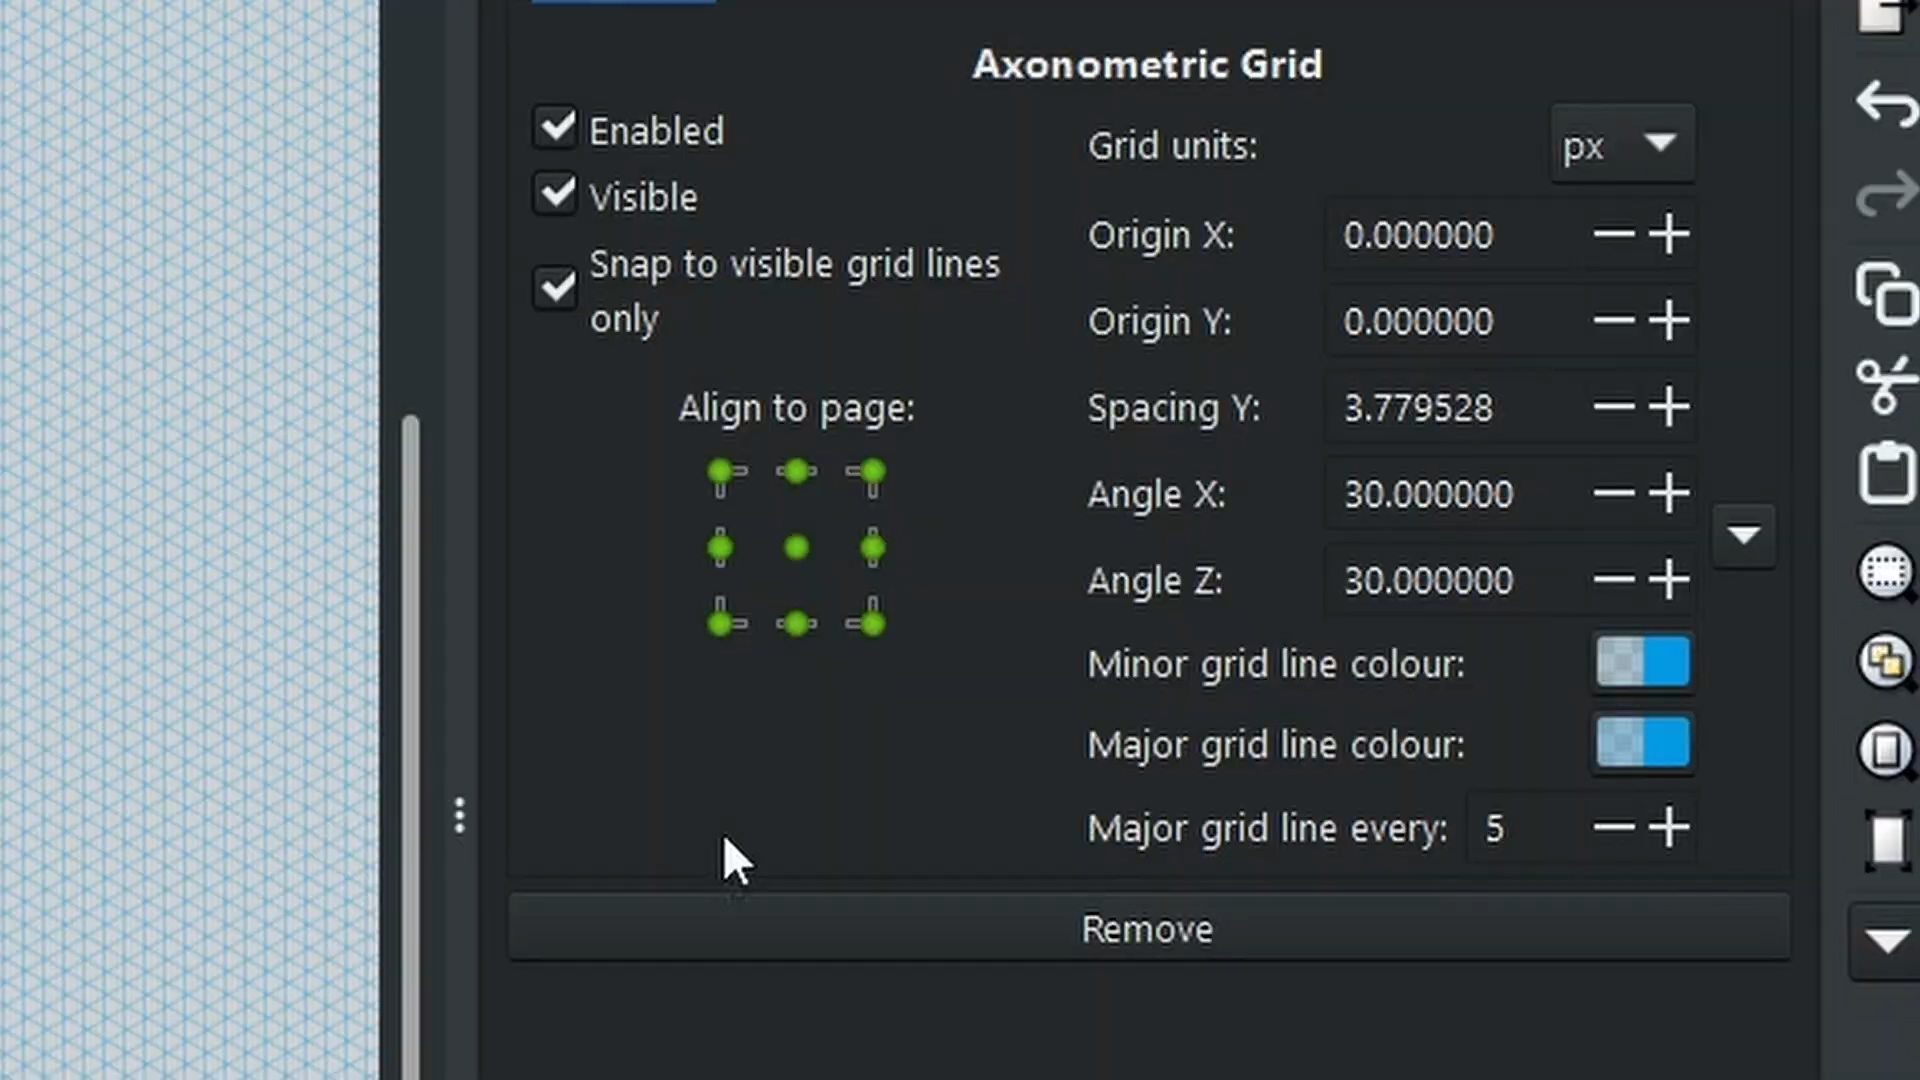 Axonometric Grid
Enabled
Visible
Snap to visible grid lines
only
Align to page:
Grid units: px
Origin X: 0.000000
Origin Y: 0.000000
Spacing Y: 3.779528
Angle X: 30.000000
Angle Z: 30.000000
Minor grid line colour:
Major grid line colour:
Major grid line every: 5
Remove